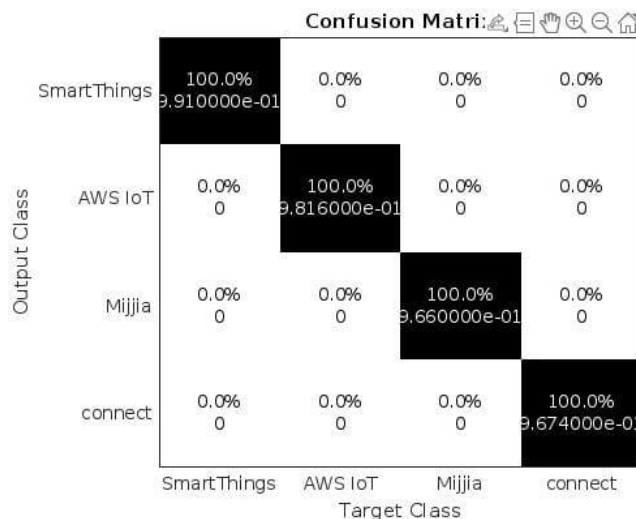 Confusion Matri
SmartThings
100.0%
0.0%
0.0%
0.0%
9.910000e-01
0
0
0
AWS IoT
0.0%
100.0%
0.0%
0.0%
0
9.816000e-01
0
0
Mijjia
0.0%
0.0%
100.0%
0.0%
0
0
9.660000e-01
0
connect
0.0%
0.0%
0.0%
100.0%
0
0
0
9.674000e-01
Output Class
SmartThings
AWS IoT
Mijjia
connect
Target Class